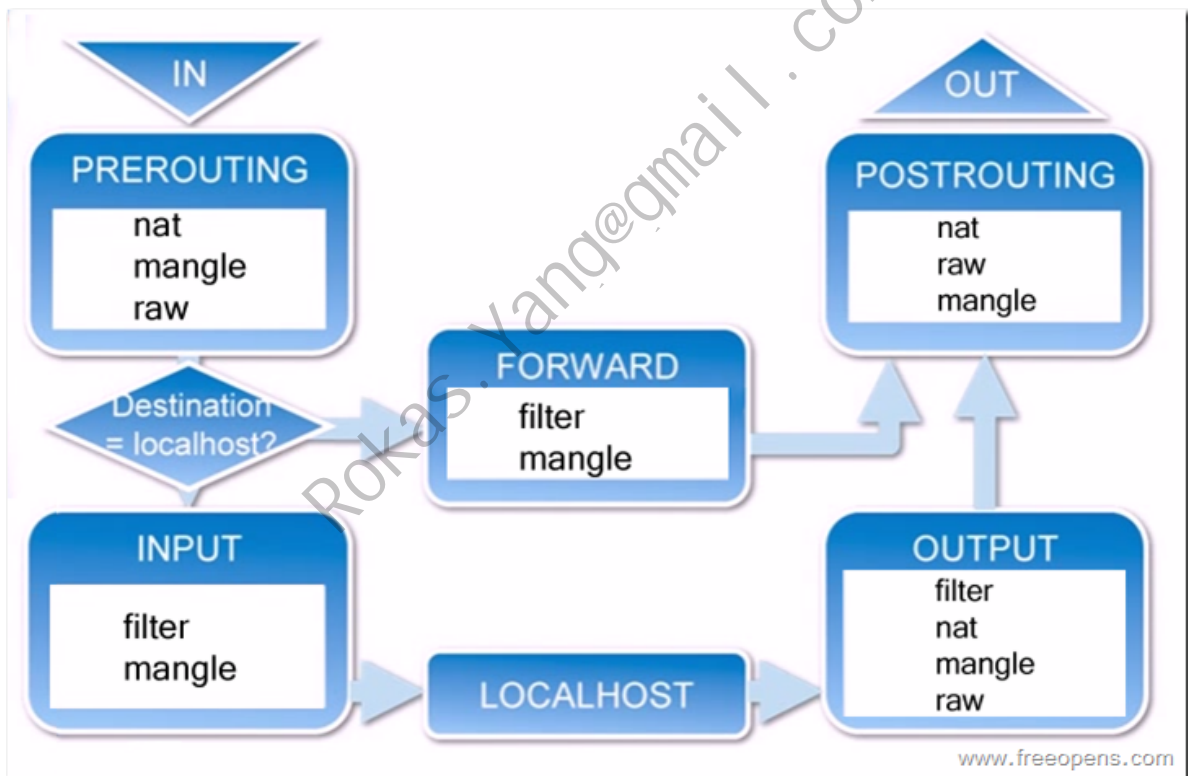 IN
OUT
PREROUTING
nat
mangle
raw
POSTROUTING
nat
raw
mangle
Destination
= localhost?
FORWARD
filter
mangle
INPUT
filter
mangle
LOCALHOST
OUTPUT
filter
nat
mangle
raw
www.freeopens.com
Rokas.Yang@gmail.co